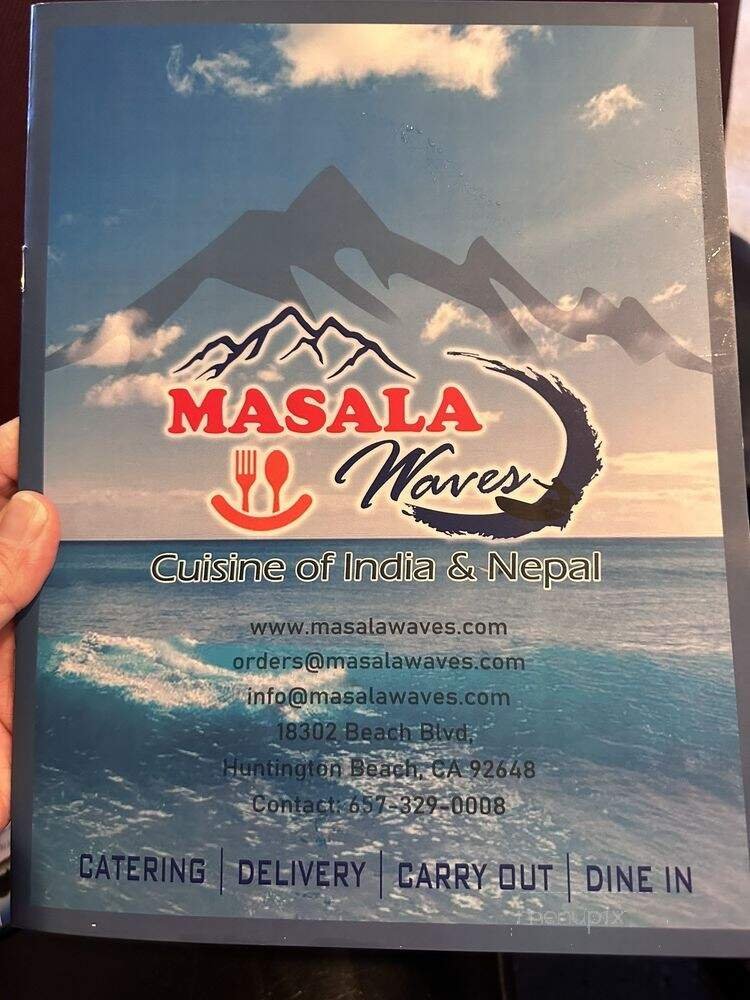 MASALA
Waves
Cuisine of India & Nepal
www.masalawaves.com
orders@masalawaves.com
info@masalawaves.com
18302 Beach Blvd,
Huntington Beach, CA 92648
Contact: 657-329-0008
CATERING | DELIVERY | CARRY OUT | DINE IN
menupix